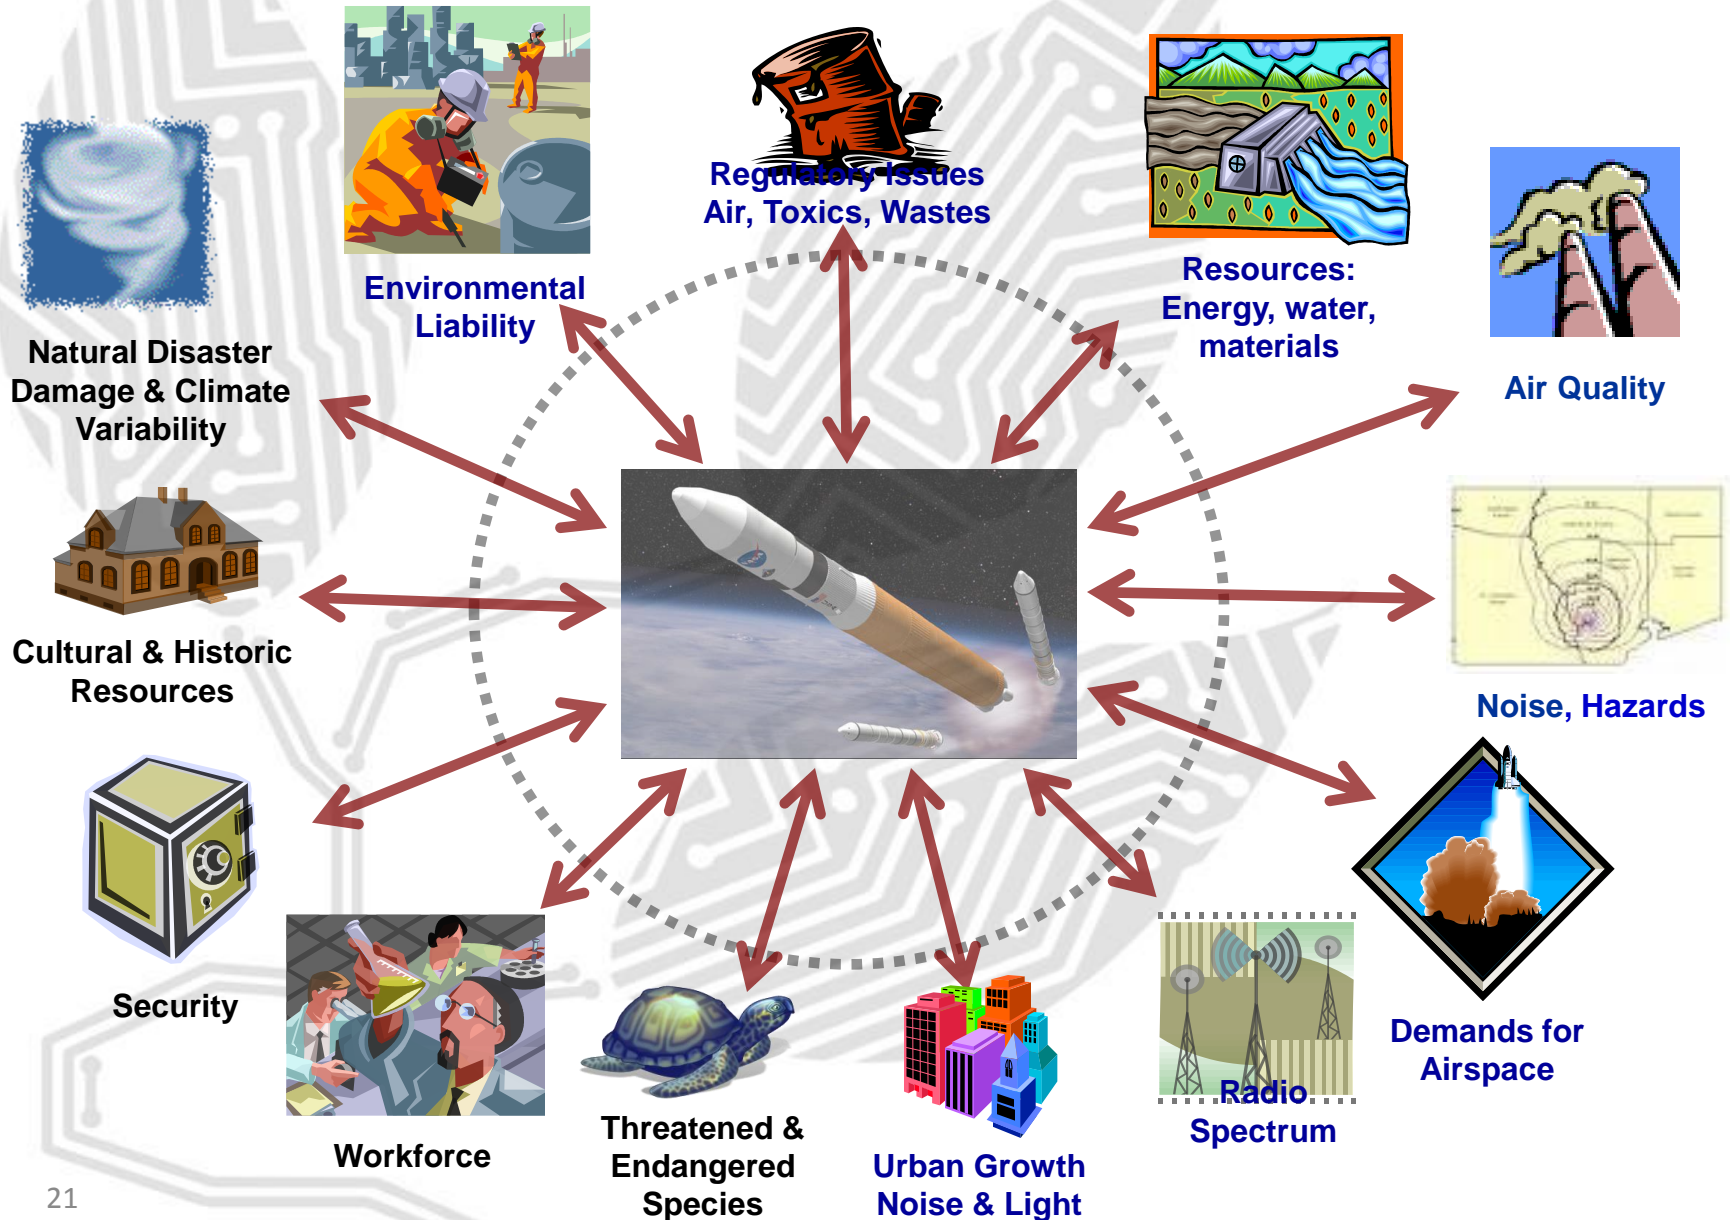 Regulatory Issues
Air, Toxics, Wastes
Resources:
Energy, water,
materials
Environmental
Liability
Natural Disaster
Damage & Climate
Variability
Air Quality
Cultural & Historic
Resources
Noise, Hazards
Security
Demands for
Airspace
Radio
Spectrum
Workforce
Threatened &
Endangered
Species
Urban Growth
Noise & Light
21